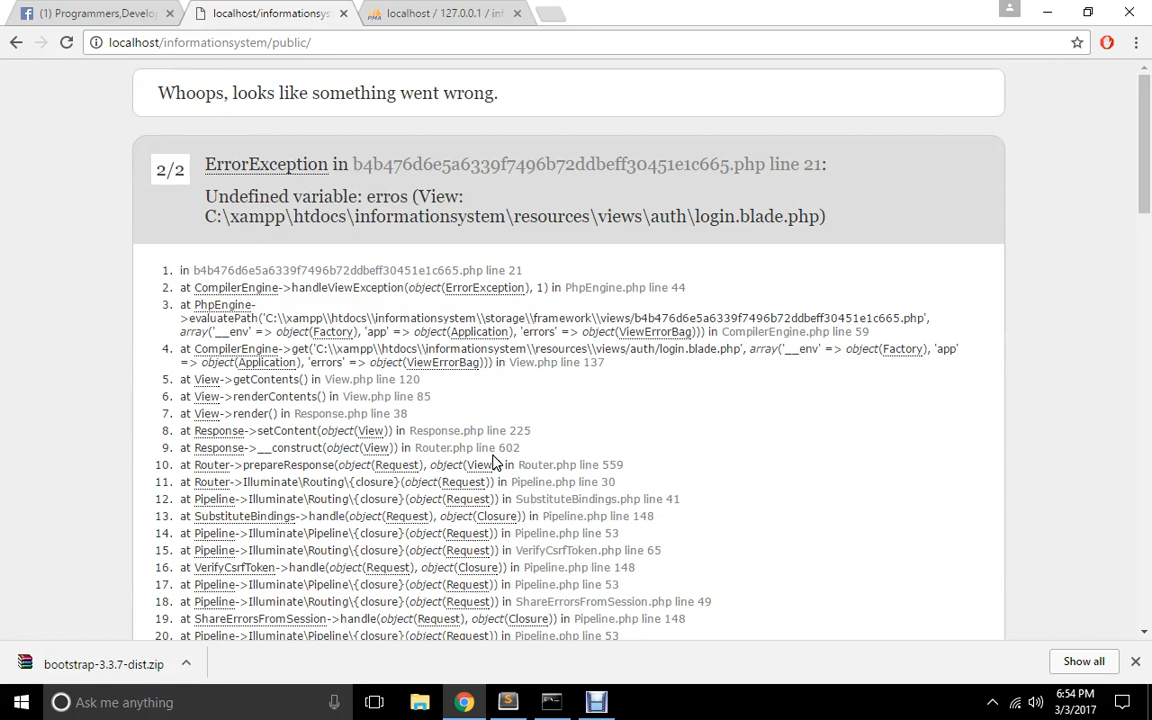 (1) Programmers,Develo
localhost/informationsys
localhost / 127.0.0.1 / inf
localhost/informationsystem/public/
Whoops, looks like something went wrong.
2/2
ErrorException in b4b476d6e5a6339f7496b72ddbeff30451e1c665.php line 21:
Undefined variable: erros (View:
C:\xampp\htdocs\informationsystem\resources\views\auth\login.blade.php)
1. in b4b476d6e5a6339f7496b72ddbeff30451e1c665.php line 21
2. at CompilerEngine->handleViewException(object(ErrorException), 1) in PhpEngine.php line 44
3. at PhpEngine-
>evaluatePath('C:\\xampp\\htdocs\\informationsystem\\storage\\framework\\views/b4b476d6e5a6339f7496b72ddbeff30451e1c665.php',
array('__env' => object(Factory), 'app' => object(Application), 'errors' => object(ViewErrorBag))) in CompilerEngine.php line 59
4. at CompilerEngine->get('C:\\xampp\\htdocs\\informationsystem\\resources\\views/auth/login.blade.php', array('__env' => object(Factory), 'app'
=> object(Application), 'errors' => object(ViewErrorBag))) in View.php line 137
5. at View->getContents() in View.php line 120
6. at View->renderContents() in View.php line 85
7. at View->render() in Response.php line 38
8. at Response->setContent(object(View)) in Response.php line 225
9. at Response->__construct(object(View)) in Router.php line 602
10. at Router->prepareResponse(object(Request), object(View in Router.php line 559
11. at Router->Illuminate\Routing\{closure}(object(Request)) in Pipeline.php line 30
12. at Pipeline->Illuminate\Routing\{closure}(object(Request)) in SubstituteBindings.php line 41
13. at SubstituteBindings->handle(object(Request), object(Closure)) in Pipeline.php line 148
14. at Pipeline->Illuminate\Pipeline\{closure}(object(Request)) in Pipeline.php line 53
15. at Pipeline->Illuminate\Routing\{closure}(object(Request)) in VerifyCsrfToken.php line 65
16. at VerifyCsrfToken->handle(object(Request), object(Closure)) in Pipeline.php line 148
17. at Pipeline->Illuminate\Pipeline\{closure}(object(Request)) in Pipeline.php line 53
18. at Pipeline->Illuminate\Routing\{closure}(object(Request)) in ShareErrorsFromSession.php line 49
19. at ShareErrorsFromSession->handle(object(Request), object(Closure)) in Pipeline.php line 148
20. at Pipeline->Illuminate\Pipeline\{closure}(object(Request)) in Pipeline.php line 53
bootstrap-3.3.7-dist.zip
Show all
Ask me anything
6:54 PM
3/3/2017